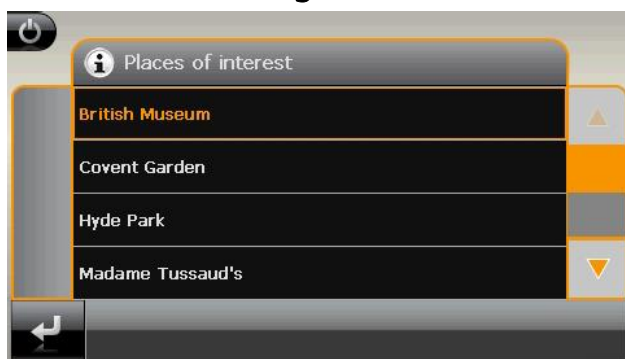 Places of interest
British Museum
Covent Garden
Hyde Park
Madame Tussaud's